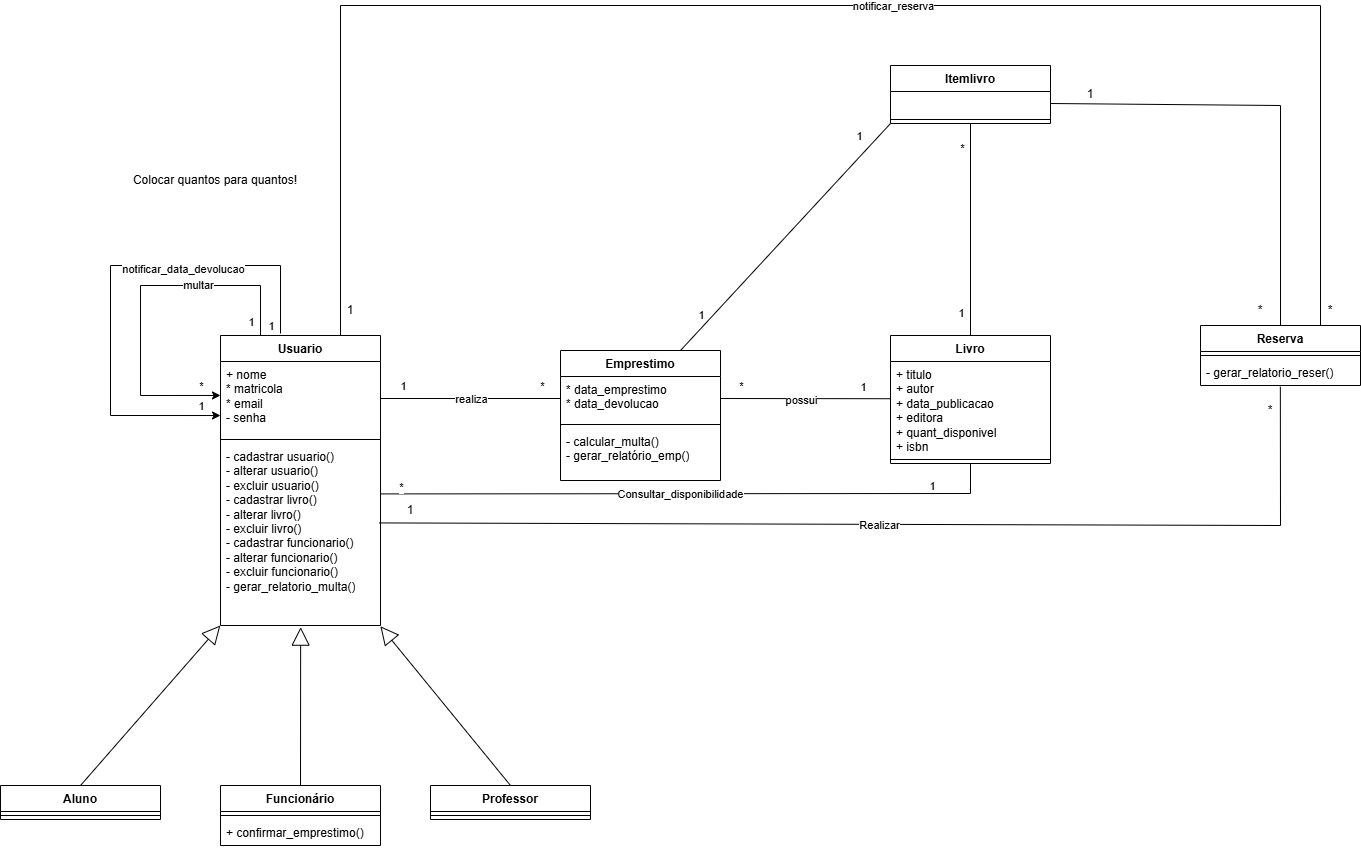 notificar_reserva
Itemlivro
1
1
*
Colocar quantos para quantos!
notificar_data_devolucao
multar
1
1
1
*
1
Usuario
+ nome
* matricola
* email
- senha
- cadastrar usuario()
- alterar usuario()
- excluir usuario()
- cadastrar livro()
- alterar livro()
- excluir livro()
- cadastrar funcionario()
- alterar funcionario()
- excluir funcionario()
- gerar_relatorio_multa()
1
realiza
*
1
Emprestimo
* data_emprestimo
* data_devolucao
- calcular_multa()
- gerar_relatório_emp()
*
possui
1
1
Livro
+ titulo
+ autor
+ data_publicacao
+ editora
+ quant_disponivel
+ isbn
*
*
Reserva
- gerar_relatorio_reser()
*
*
Consultar_disponibilidade
1
1
Realizar
Aluno
Funcionário
+ confirmar_emprestimo()
Professor